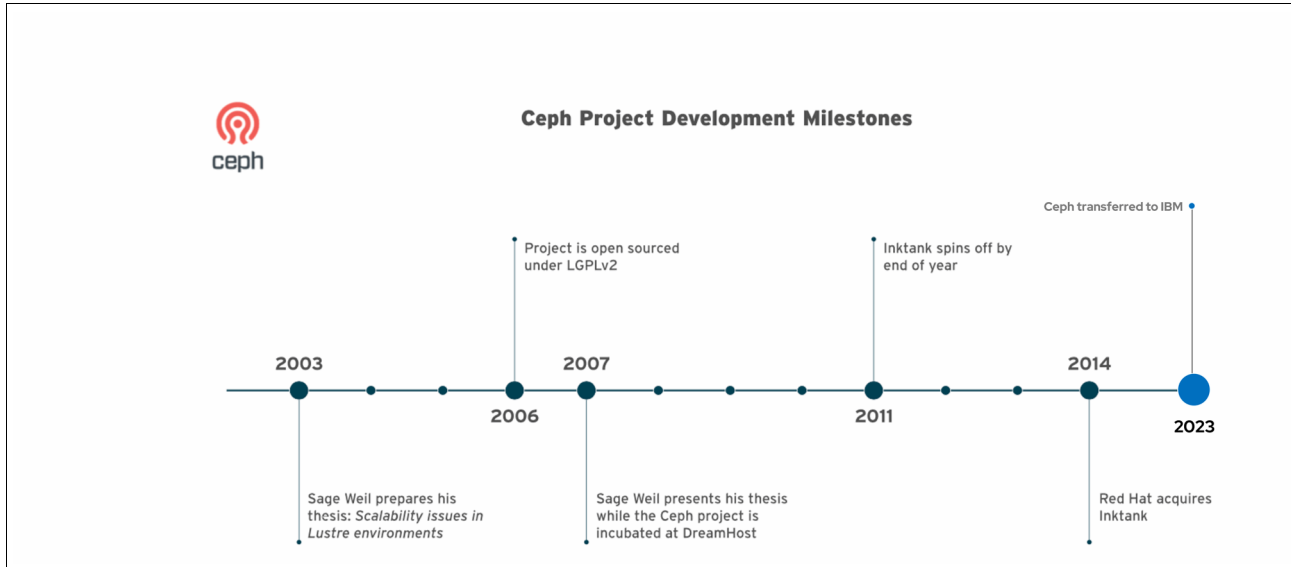 ceph
Ceph Project Development Milestones
Ceph transferred to IBM
Project is open sourced
under LGPLv2
Inktank spins off by
end of year
2003
2007
2014
2006
2011
2023
Sage Weil prepares his
thesis: Scalability issues in
Lustre environments
Sage Weil presents his thesis
while the Ceph project is
incubated at DreamHost
Red Hat acquires
Inktank